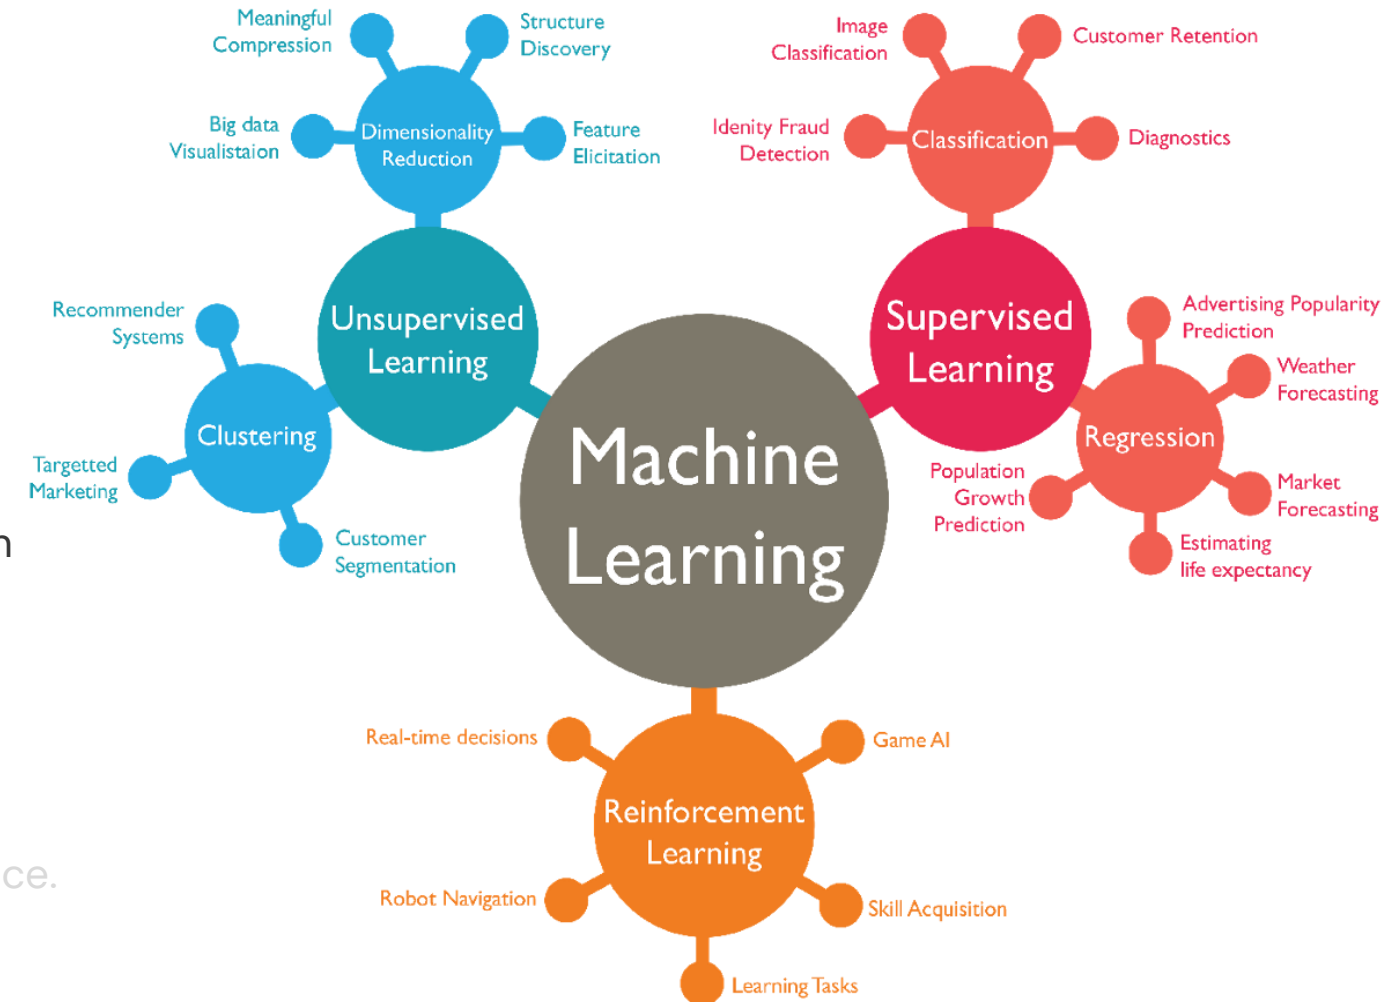 Meaningful
Compression
Structure
Discovery
Big data
Visualistaion
Dimensionality
Reduction
Feature
Elicitation
Image
Classification
Customer Retention
Idenity Fraud
Detection
Classification
Diagnostics
Unsupervised
Learning
Recommender
Systems
Clustering
Targetted
Marketing
Customer
Segmentation
Supervised
Learning
Advertising Popularity
Prediction
Weather
Forecasting
Regression
Population
Growth
Prediction
Market
Forecasting
Estimating
life expectancy
Machine
Learning
Real-time decisions
Game AI
Reinforcement
Learning
Robot Navigation
Skill Acquisition
Learning Tasks
n
ce.